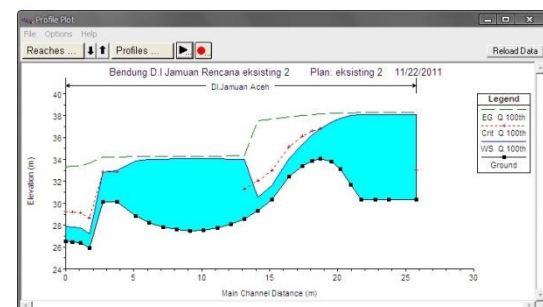 Profile Plot
File Options Help
Reaches ... Profiles ... Reload Data
Bendung D.I Jamuan Rencana eksisting 2 Plan: eksisting 2 11/22/2011
DI.Jamuan Aceh
Legend
EG Q 100th
Crit Q 100th
WS Q 100th
Ground
Elevation (m)
40
38
36
34
32
30
28
26
24
0 5 10 15 20 25 30
Main Channel Distance (m)